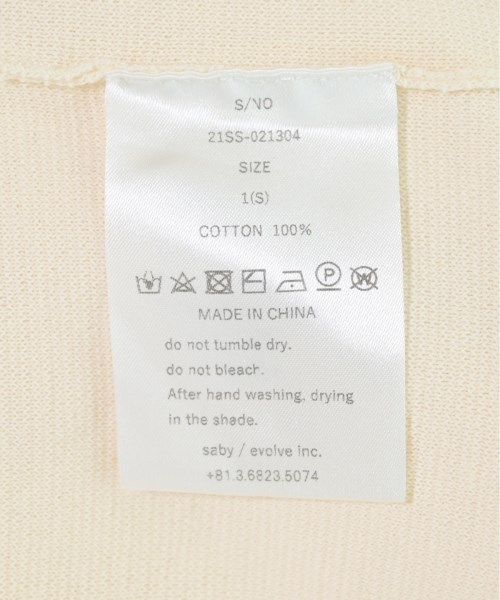 S/NO
21SS-021304
SIZE
1(S)
COTTON 100%
P W
MADE IN CHINA
do not tumble dry.
do not bleach.
After hand washing, drying
in the shade.
saby / evolve inc.
+81.3.6823.5074